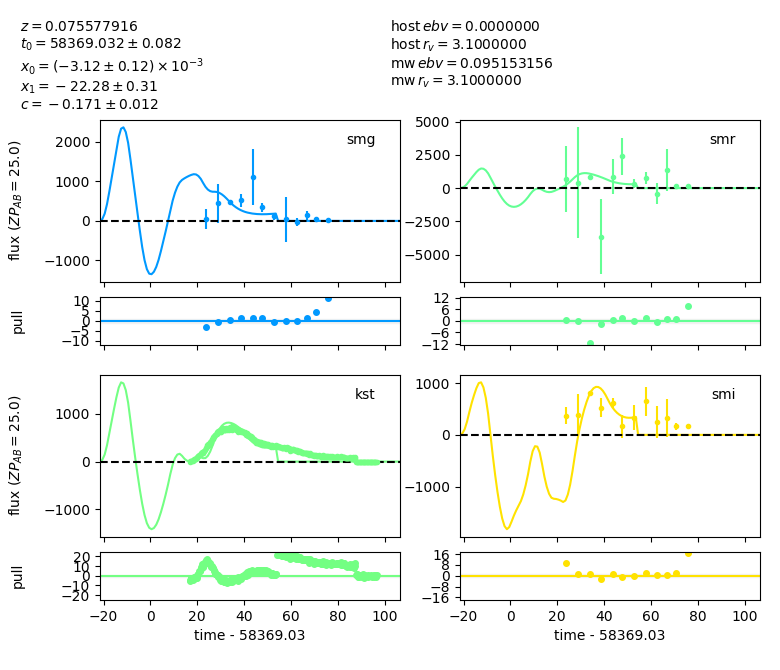 z = 0.075577916
t₀ = 58369.032 ± 0.082
x₀ = (−3.12 ± 0.12) × 10⁻³
x₁ = −22.28 ± 0.31
c = −0.171 ± 0.012
host ebv = 0.0000000
host r_v = 3.1000000
mw ebv = 0.095153156
mw r_v = 3.1000000
smg
2000
1000
0
−1000
flux (ZP_AB = 25.0)
smr
5000
2500
0
−2500
−5000
10
5
0
−5
−10
pull
12
6
0
−6
−12
kst
1000
0
−1000
flux (ZP_AB = 25.0)
smi
1000
0
−1000
20
10
0
−10
−20
pull
16
8
0
−8
−16
−20 0 20 40 60 80 100
time - 58369.03
−20 0 20 40 60 80 100
time - 58369.03